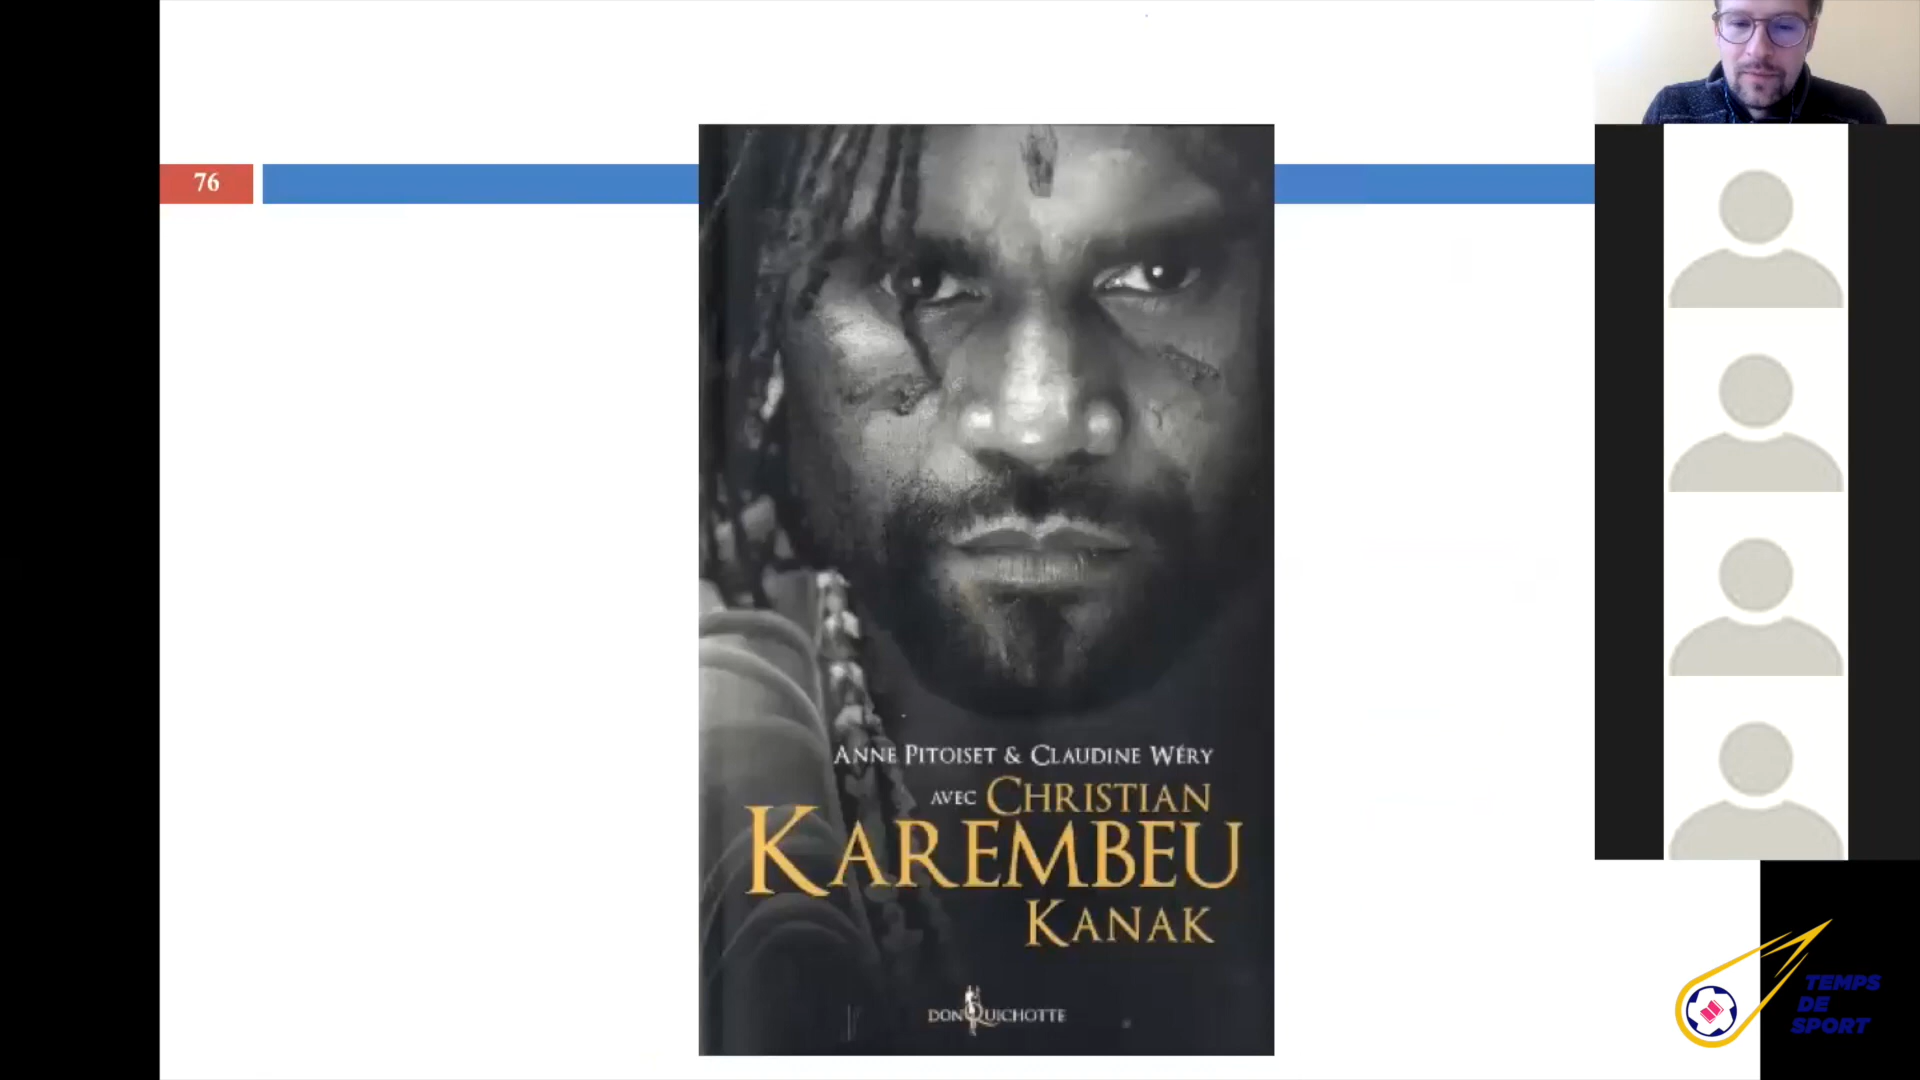 76
ANNE PITOISET & CLAUDINE WÉRY
AVEC CHRISTIAN
KAREMBEU
KANAK
DON QUICHOTTE
TEMPS
DE
SPORT